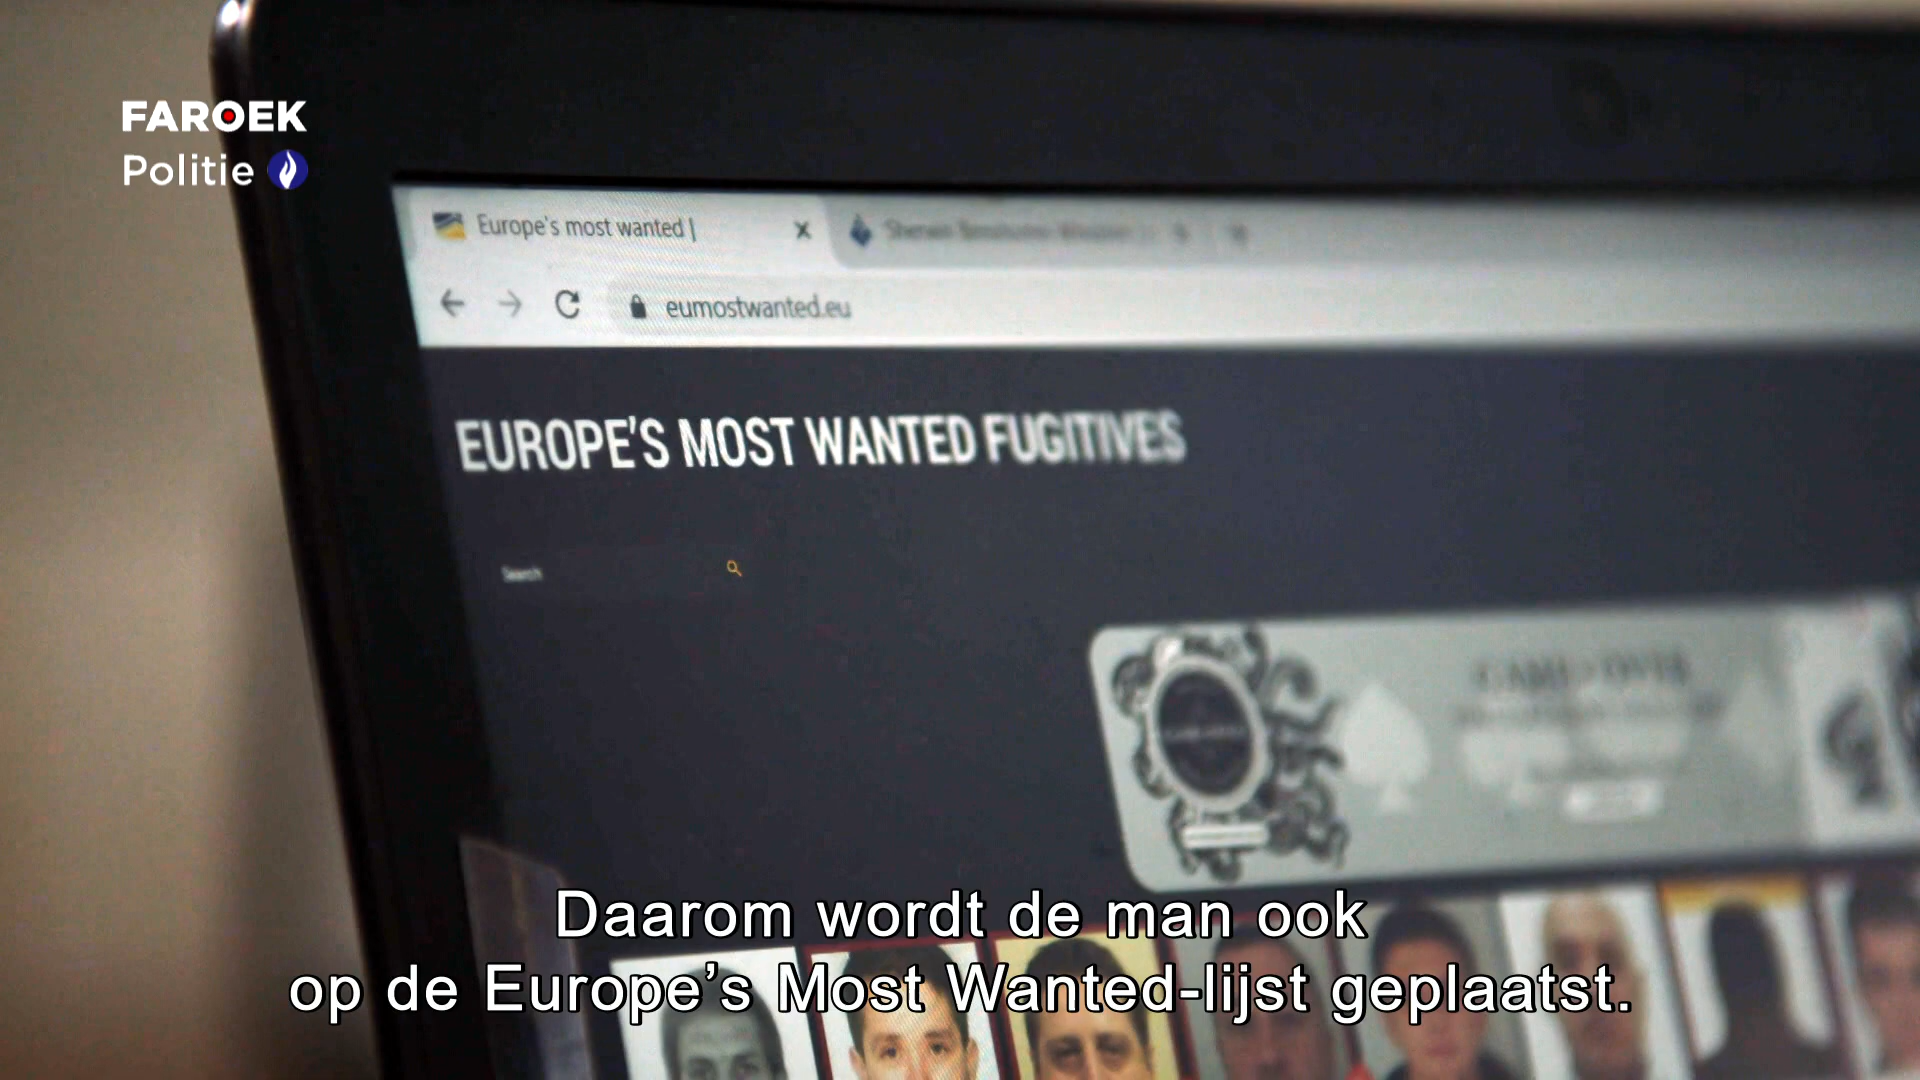 FAROEK
Politie
Europe's most wanted |
eumostwanted.eu
EUROPE'S MOST WANTED FUGITIVES
Search
Daarom wordt de man ook
op de Europe’s Most Wanted-lijst geplaatst.